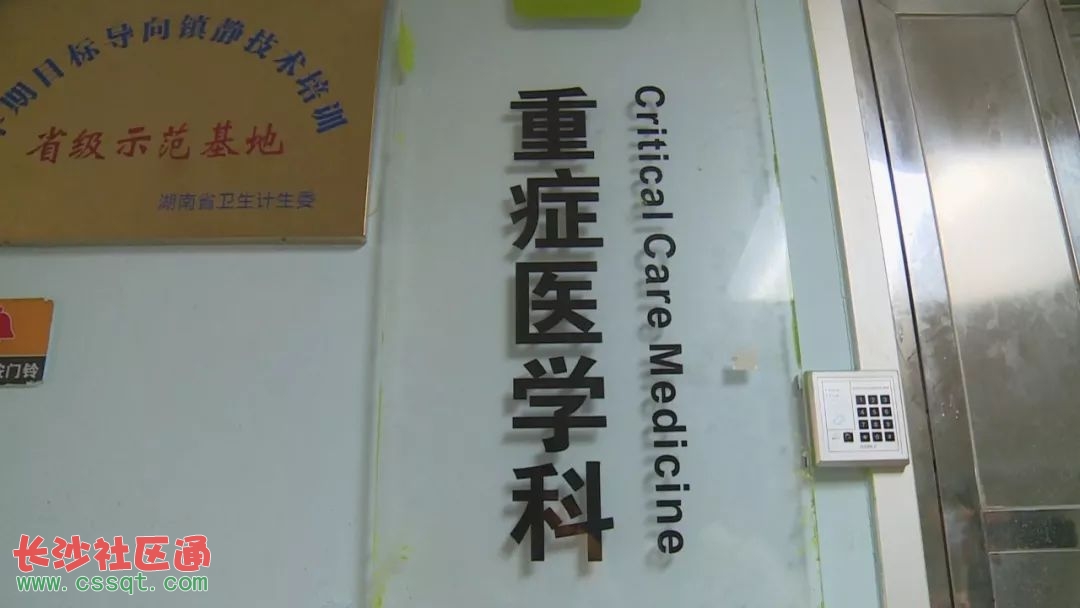 期目标导向镇静技术培训
省级示范基地
湖南省卫生计生委
重症医学科
Critical Care Medicine
按门铃
长沙社区通
www.cssqt.com